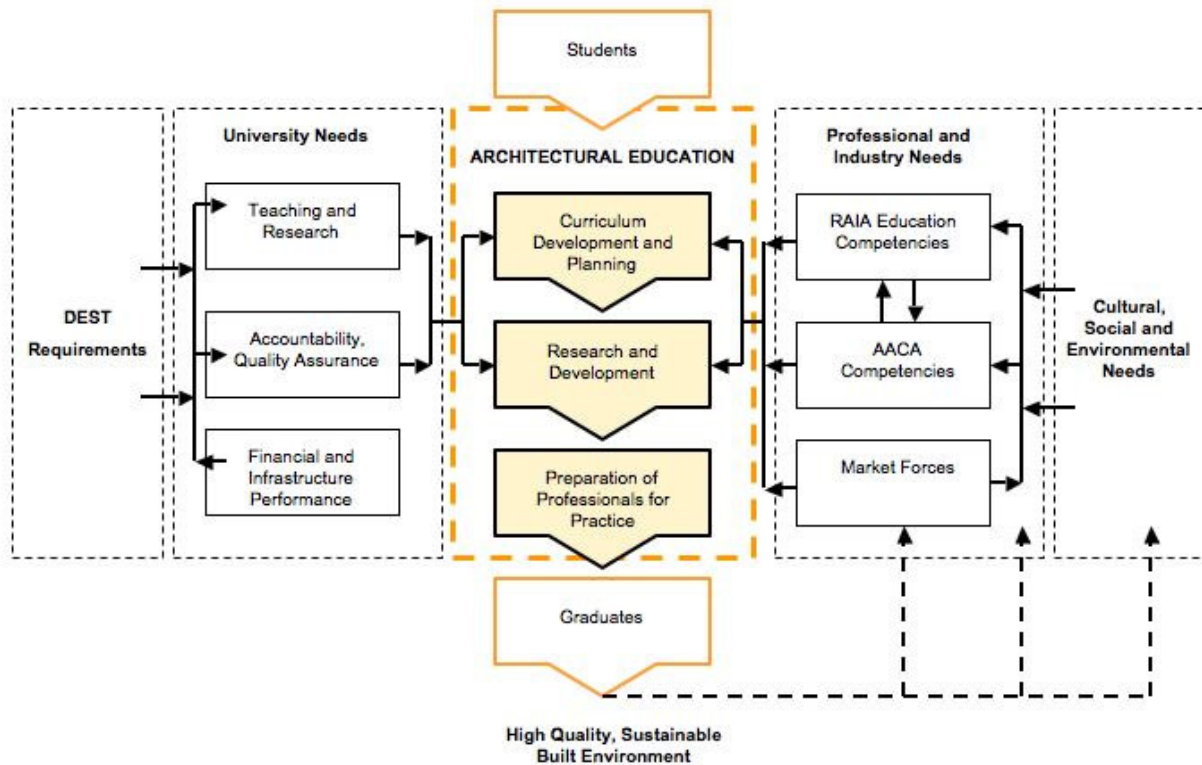 Students
University Needs
Teaching and
Research
Accountability,
Quality Assurance
Financial and
Infrastructure
Performance
DEST
Requirements
ARCHITECTURAL EDUCATION
Curriculum
Development and
Planning
Research and
Development
Preparation of
Professionals for
Practice
Professional and
Industry Needs
RAIA Education
Competencies
AACA
Competencies
Market Forces
Cultural,
Social and
Environmental
Needs
Graduates
High Quality, Sustainable
Built Environment